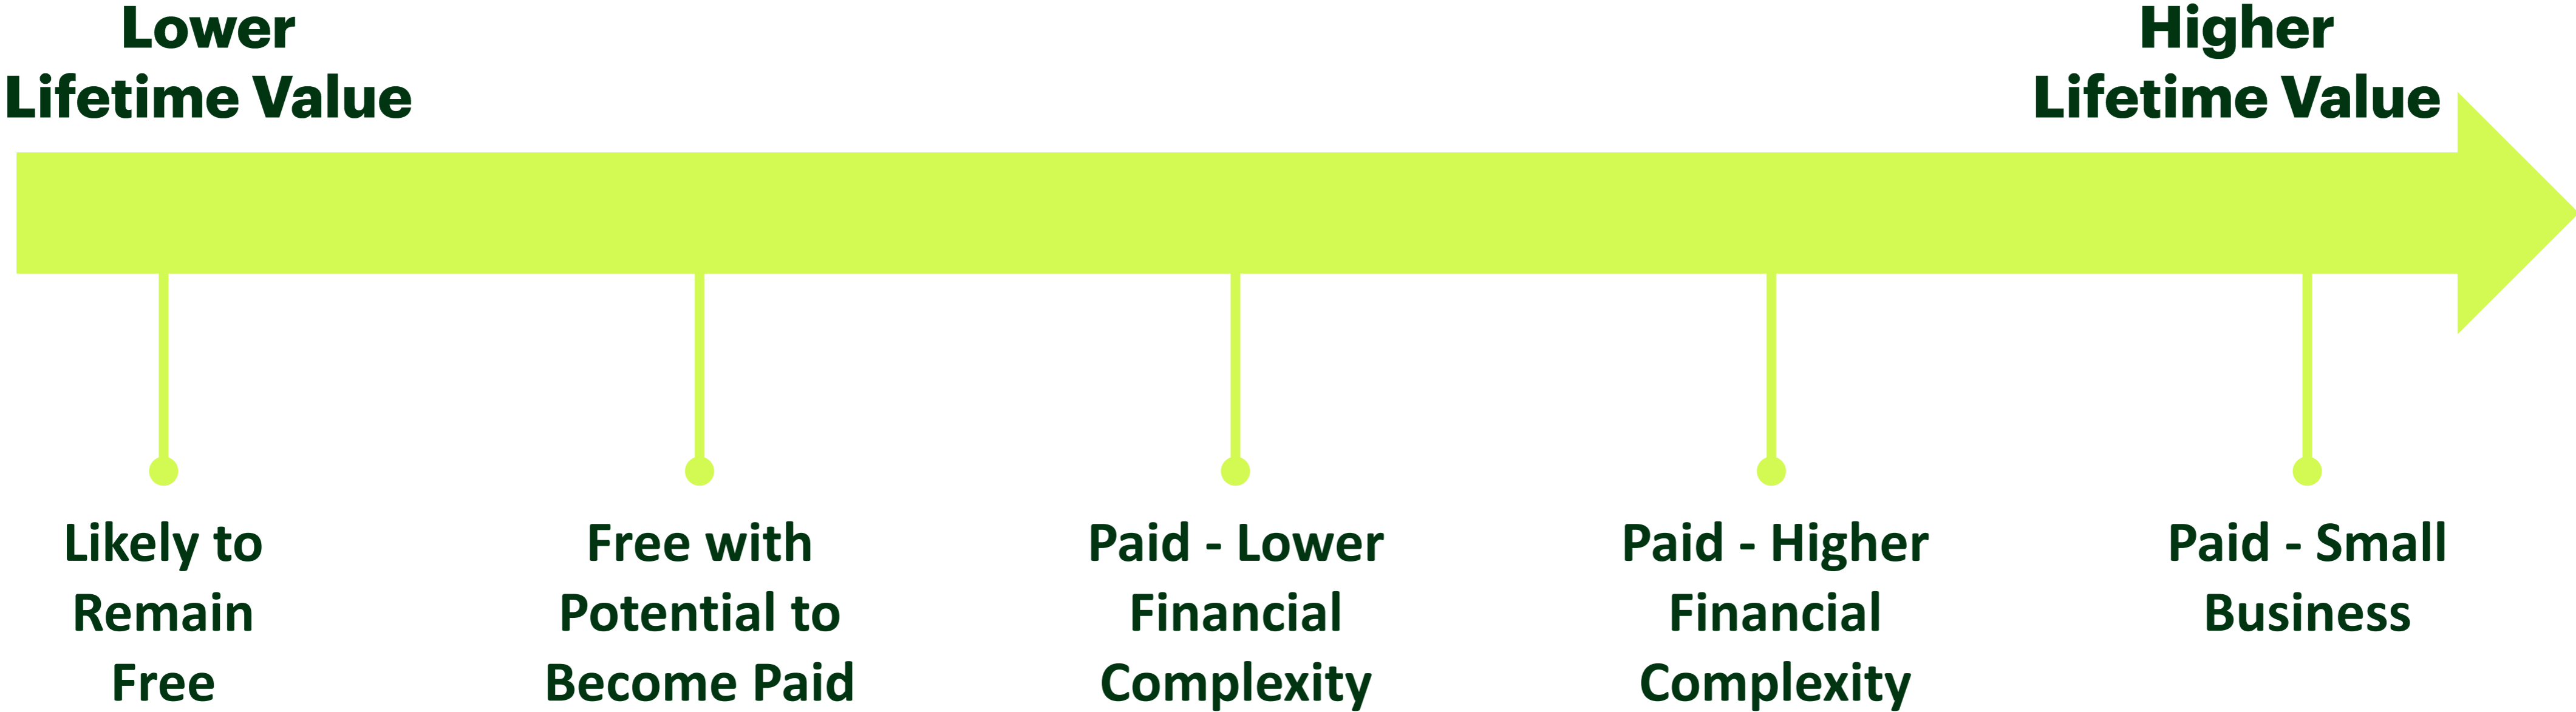 Lower
Lifetime Value
Higher
Lifetime Value
Likely to
Remain
Free
Free with
Potential to
Become Paid
Paid - Lower
Financial
Complexity
Paid - Higher
Financial
Complexity
Paid - Small
Business